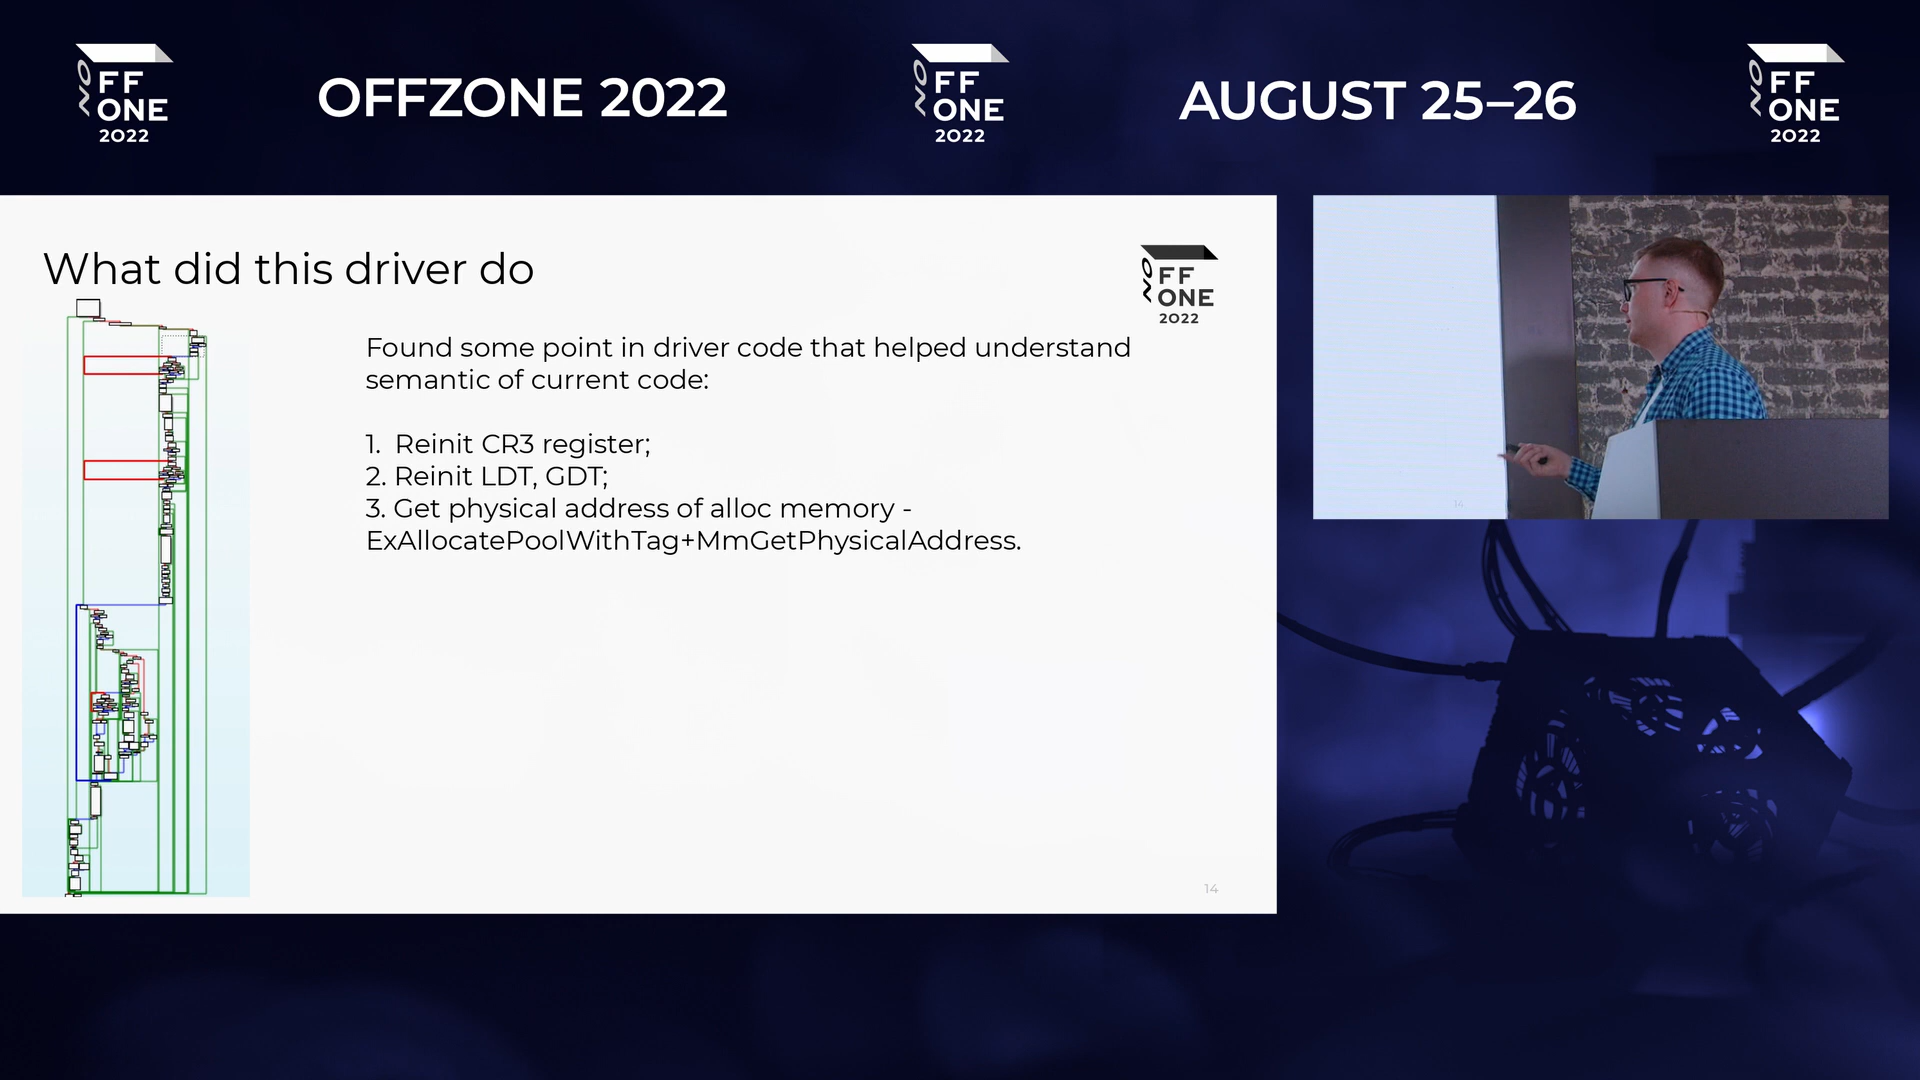 OFF
ZONE
2022
OFFZONE 2022
OFF
ZONE
2022
AUGUST 25–26
OFF
ZONE
2022
What did this driver do
OFF
ZONE
2022
Found some point in driver code that helped understand
semantic of current code:
1. Reinit CR3 register;
2. Reinit LDT, GDT;
3. Get physical address of alloc memory -
ExAllocatePoolWithTag+MmGetPhysicalAddress.
14
14